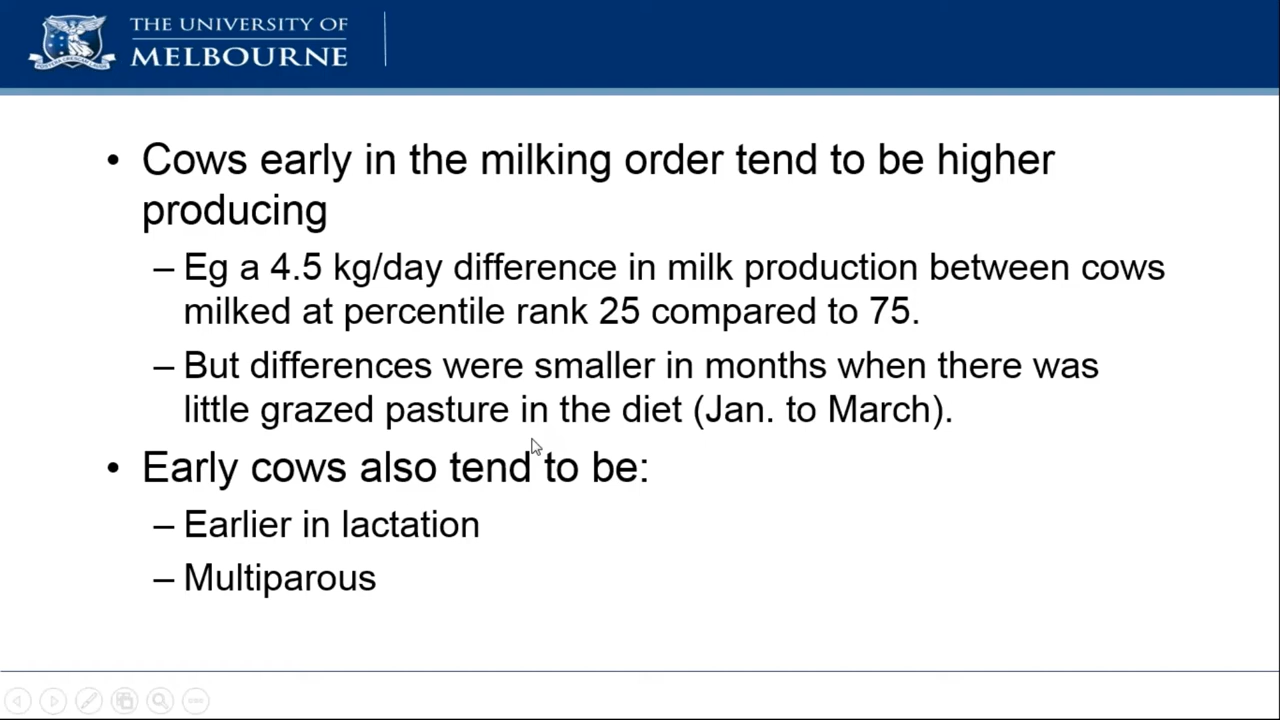 THE UNIVERSITY OF
MELBOURNE
• Cows early in the milking order tend to be higher
producing
– Eg a 4.5 kg/day difference in milk production between cows
milked at percentile rank 25 compared to 75.
– But differences were smaller in months when there was
little grazed pasture in the diet (Jan. to March).
• Early cows also tend to be:
– Earlier in lactation
– Multiparous